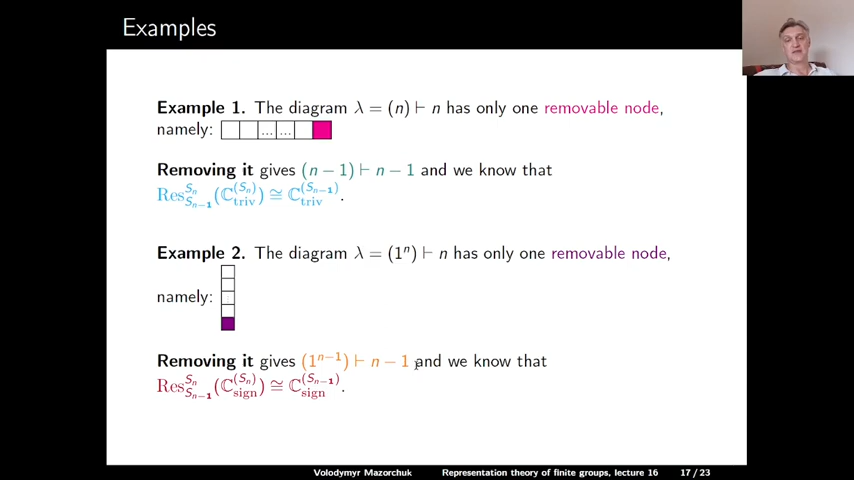 Examples
Example 1. The diagram λ = (n) ⊢ n has only one removable node,
namely: ... ...
Removing it gives (n − 1) ⊢ n − 1 and we know that
Res^{S_n}_{S_{n−1}}(ℂ^{(S_n)}_{triv}) ≅ ℂ^{(S_{n−1})}_{triv}.
Example 2. The diagram λ = (1^n) ⊢ n has only one removable node,
namely:
Removing it gives (1^{n−1}) ⊢ n − 1 and we know that
Res^{S_n}_{S_{n−1}}(ℂ^{(S_n)}_{sign}) ≅ ℂ^{(S_{n−1})}_{sign}.
Volodymyr Mazorchuk Representation theory of finite groups, lecture 16 17 / 23